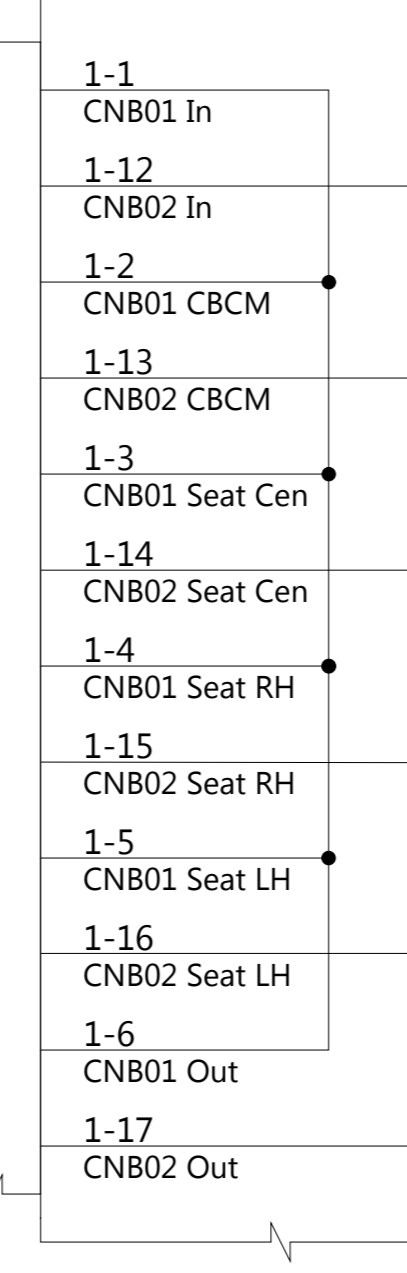 1-1
CNB01 In
1-12
CNB02 In
1-2
CNB01 CBCM
1-13
CNB02 CBCM
1-3
CNB01 Seat Cen
1-14
CNB02 Seat Cen
1-4
CNB01 Seat RH
1-15
CNB02 Seat RH
1-5
CNB01 Seat LH
1-16
CNB02 Seat LH
1-6
CNB01 Out
1-17
CNB02 Out